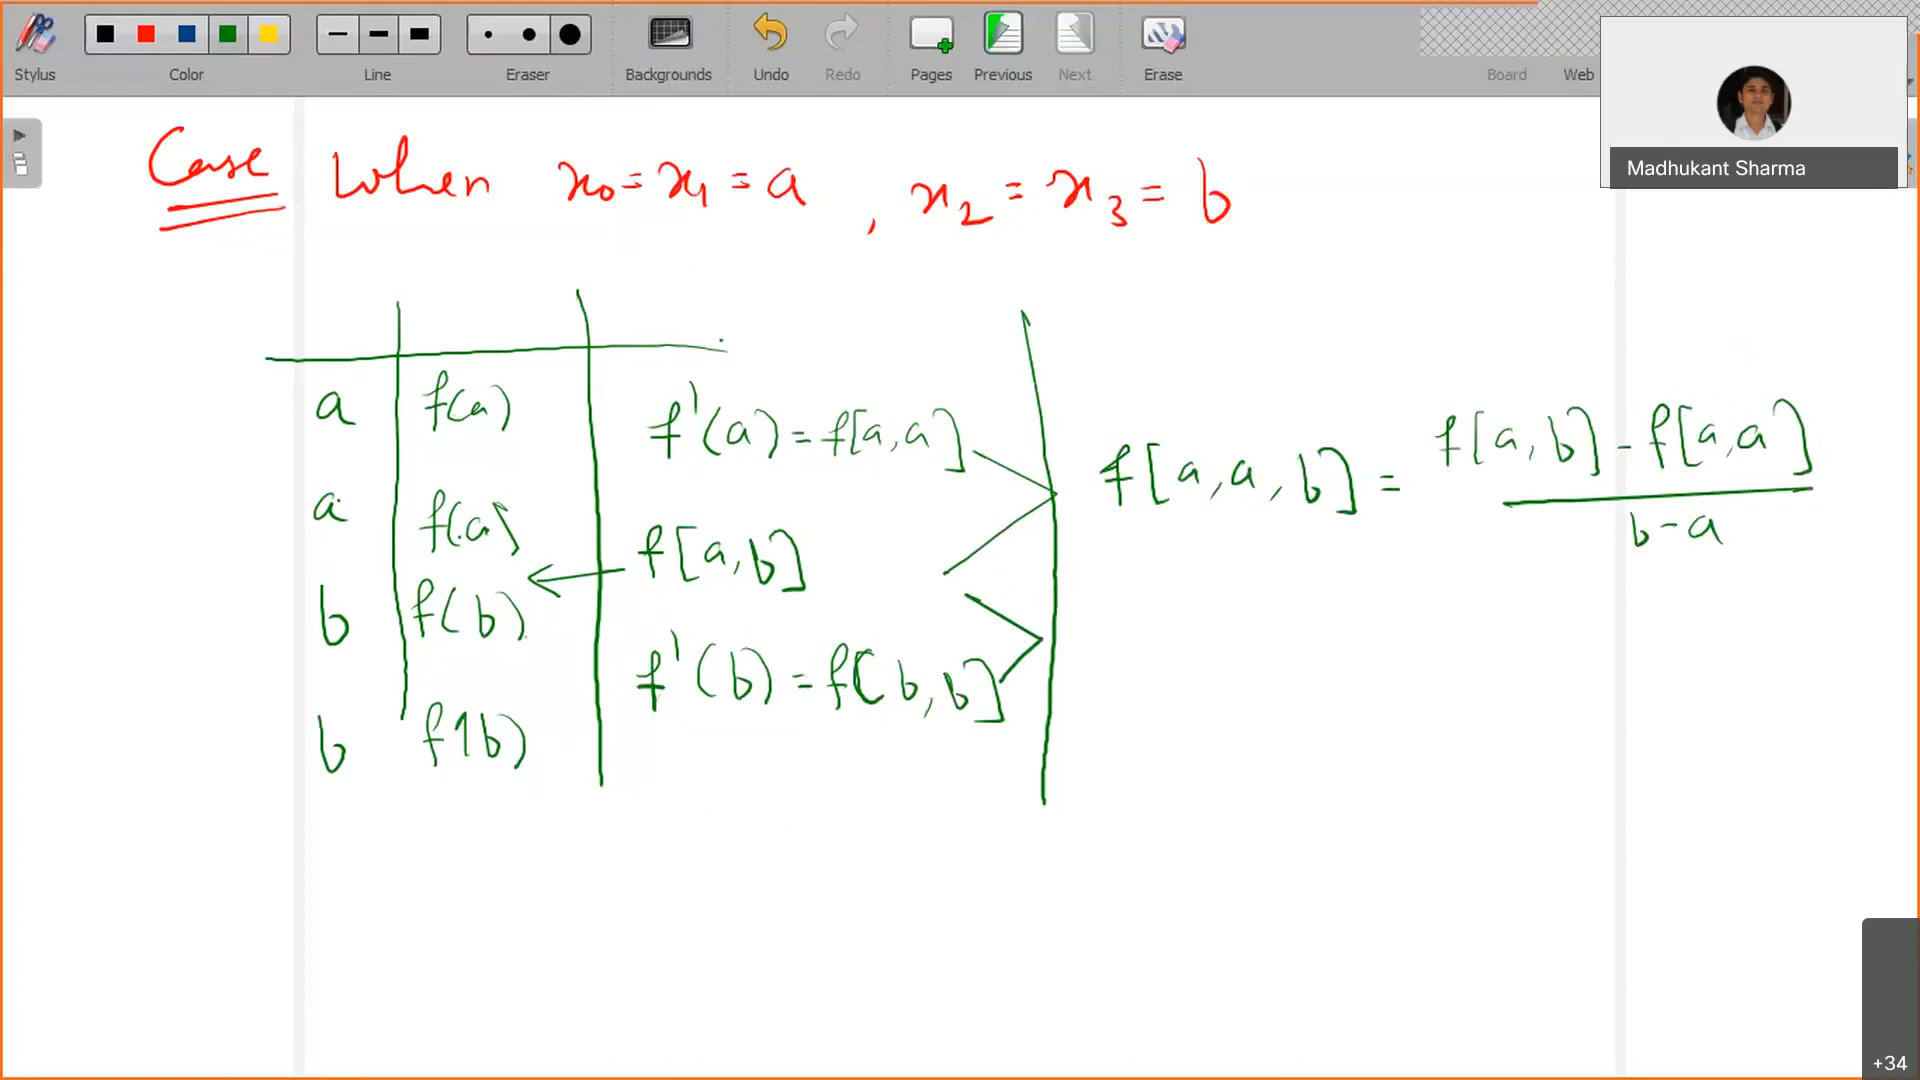 Stylus Color Line Eraser Backgrounds Undo Redo Pages Previous Next Erase Board Web
Madhukant Sharma
Case When x₀ = x₁ = a , x₂ = x₃ = b
a f(a)
f'(a) = f[a,a]
f[a,a,b] = (f[a,b] - f[a,a]) / (b-a)
a f(a)
f[a,b]
b f(b)
f'(b) = f[b,b]
b f(b)
+34